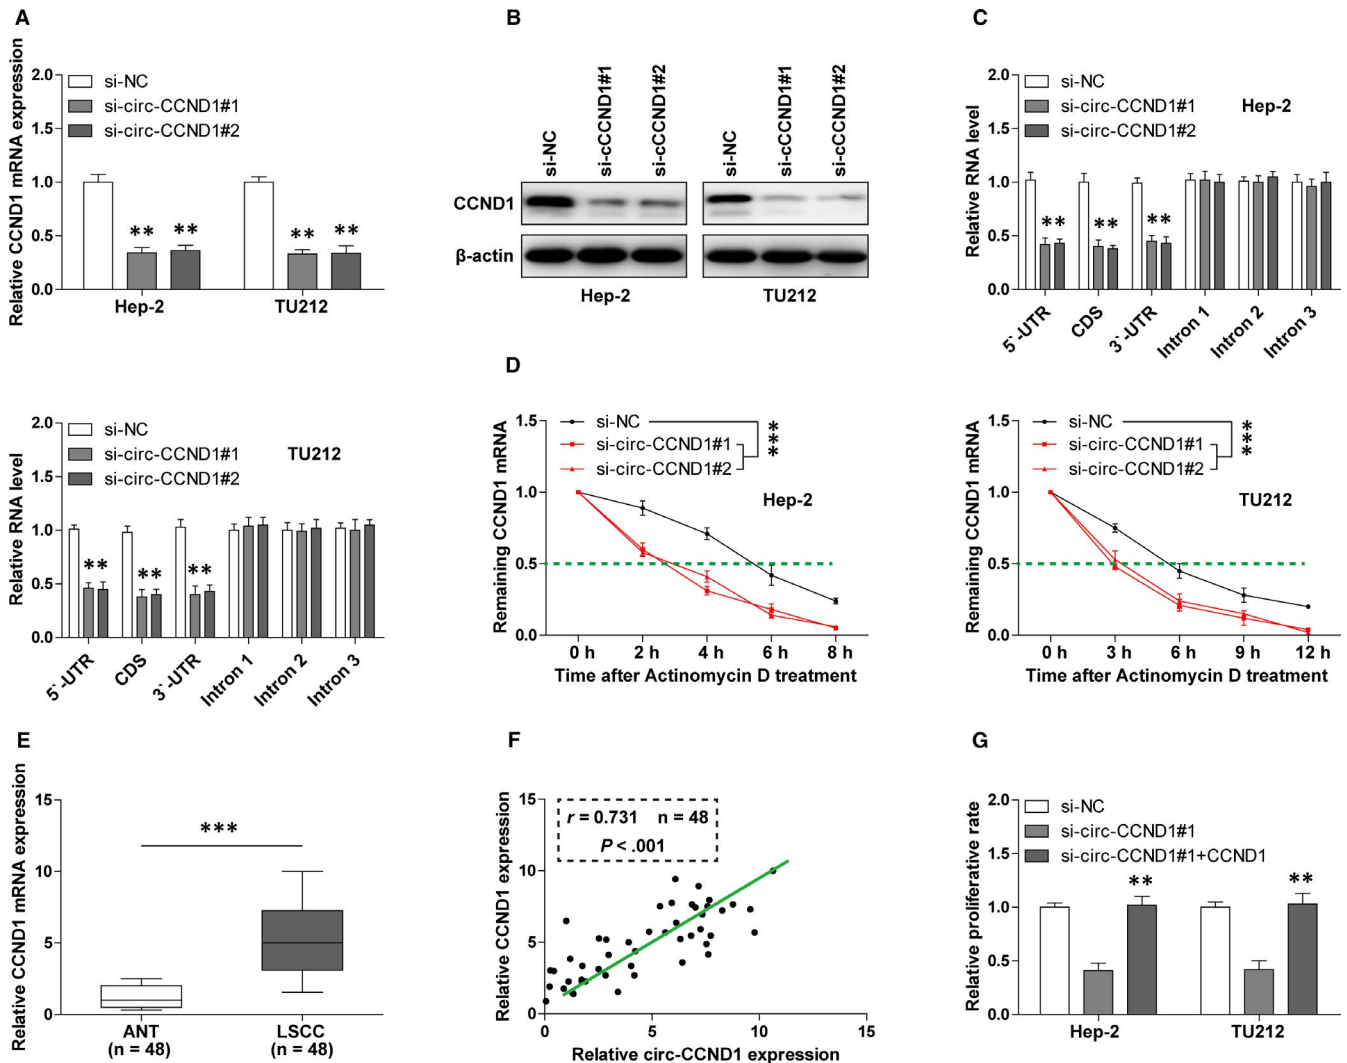 A
Relative CCND1 mRNA expression
2.0
1.5
1.0
0.5
0.0
si-NC
si-circ-CCND1#1
si-circ-CCND1#2
** **
** **
Hep-2
TU212
B
si-NC
si-cCCND1#1
si-cCCND1#2
si-NC
si-cCCND1#1
si-cCCND1#2
CCND1
β-actin
Hep-2
TU212
C
Relative RNA level
2.0
1.5
1.0
0.5
0.0
si-NC
si-circ-CCND1#1
si-circ-CCND1#2
Hep-2
**
**
**
5`-UTR
CDS
3`-UTR
Intron 1
Intron 2
Intron 3
Relative RNA level
2.0
1.5
1.0
0.5
0.0
si-NC
si-circ-CCND1#1
si-circ-CCND1#2
TU212
**
**
**
5`-UTR
CDS
3`-UTR
Intron 1
Intron 2
Intron 3
D
Remaining CCND1 mRNA
1.5
1.0
0.5
0.0
si-NC
si-circ-CCND1#1
si-circ-CCND1#2
***
Hep-2
0 h 2 h 4 h 6 h 8 h
Time after Actinomycin D treatment
Remaining CCND1 mRNA
1.5
1.0
0.5
0.0
si-NC
si-circ-CCND1#1
si-circ-CCND1#2
***
TU212
0 h 3 h 6 h 9 h 12 h
Time after Actinomycin D treatment
E
Relative CCND1 mRNA expression
15
10
5
0
***
ANT
(n = 48)
LSCC
(n = 48)
F
Relative CCND1 expression
15
10
5
0
r = 0.731 n = 48
P < .001
0 5 10 15
Relative circ-CCND1 expression
G
Relative proliferative rate
2.0
1.5
1.0
0.5
0.0
si-NC
si-circ-CCND1#1
si-circ-CCND1#1+CCND1
**
**
Hep-2
TU212